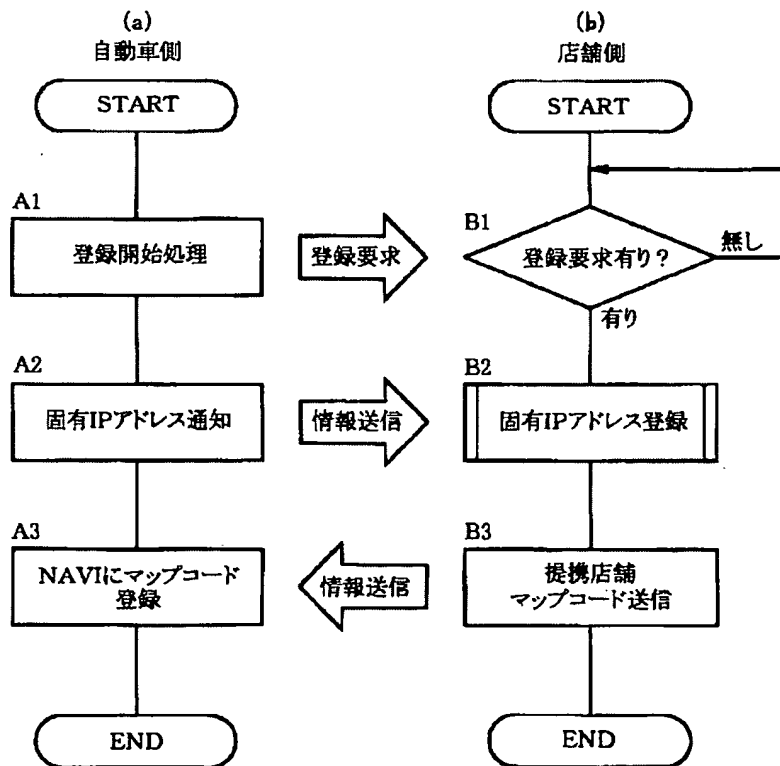 (a)
自動車側
START
A1
登録開始処理
A2
固有IPアドレス通知
A3
NAVIにマップコード
登録
END
登録要求
情報送信
情報送信
(b)
店舗側
START
B1
登録要求有り？
無し
有り
B2
固有IPアドレス登録
B3
提携店舗
マップコード送信
END